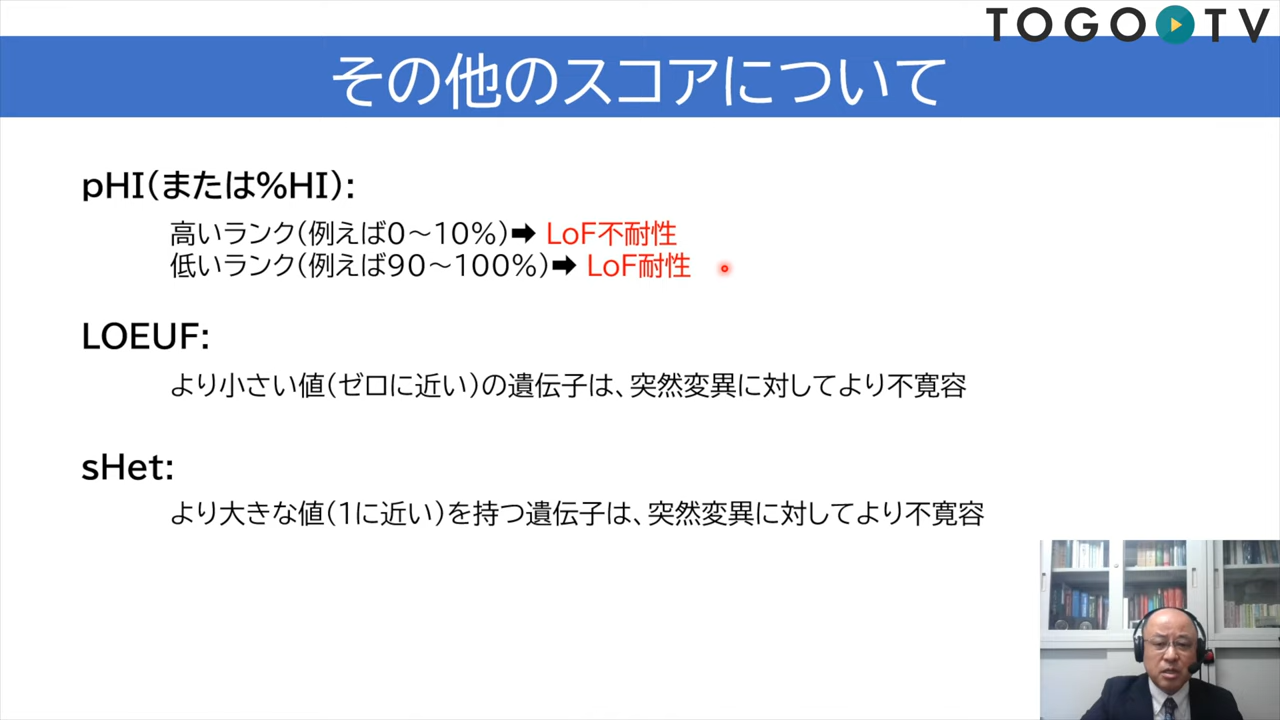 TOGO TV
その他のスコアについて
pHI(または%HI):
高いランク(例えば0～10%)➡ LoF不耐性
低いランク(例えば90～100%)➡ LoF耐性
LOEUF:
より小さい値(ゼロに近い)の遺伝子は、突然変異に対してより不寛容
sHet:
より大きな値(1に近い)を持つ遺伝子は、突然変異に対してより不寛容